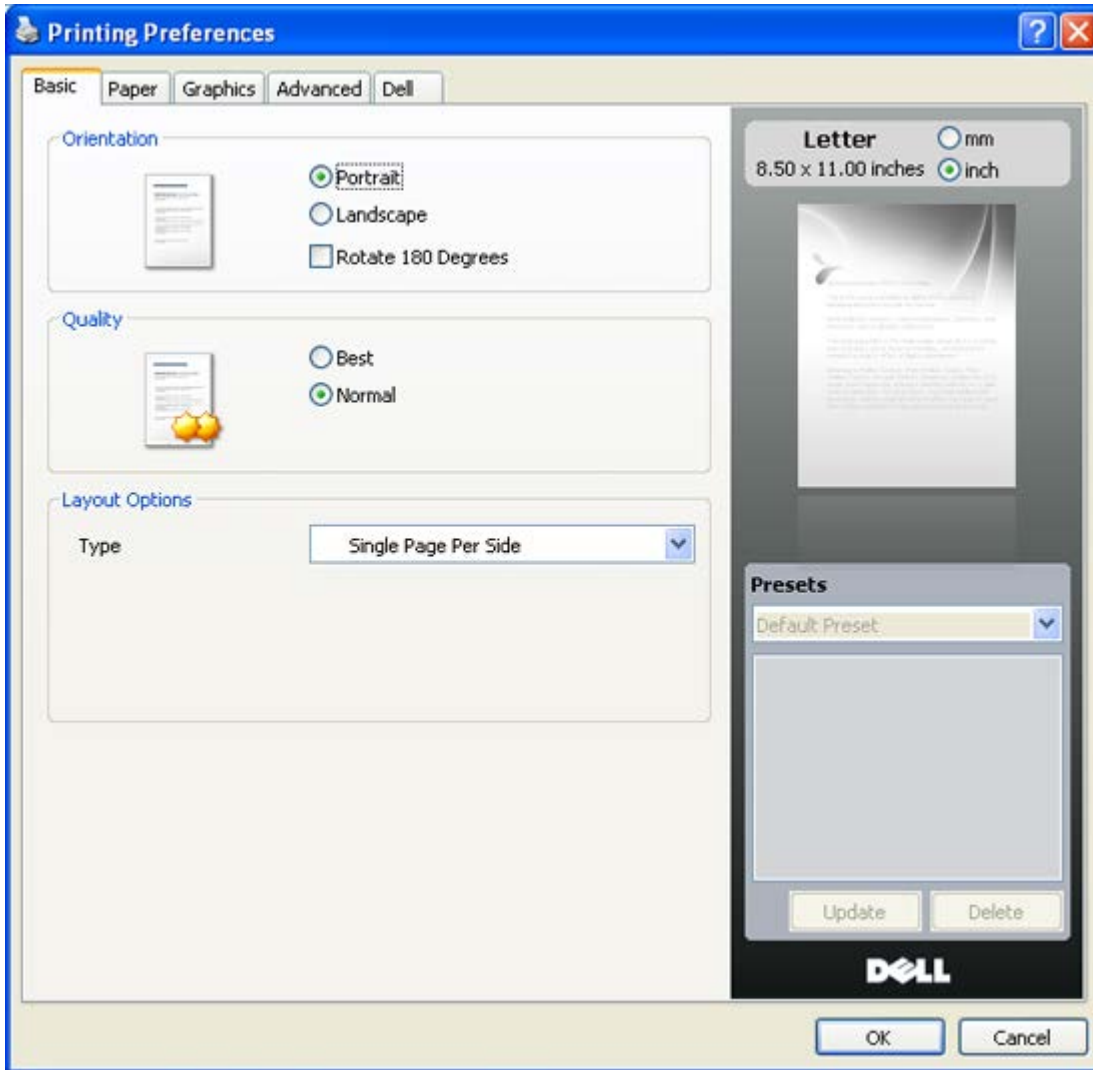 Printing Preferences
Basic Paper Graphics Advanced Dell
Orientation
Portrait
Landscape
Rotate 180 Degrees
Quality
Best
Normal
Layout Options
Type Single Page Per Side
Letter mm
8.50 x 11.00 inches inch
Presets
Default Preset
Update Delete
DELL
OK Cancel